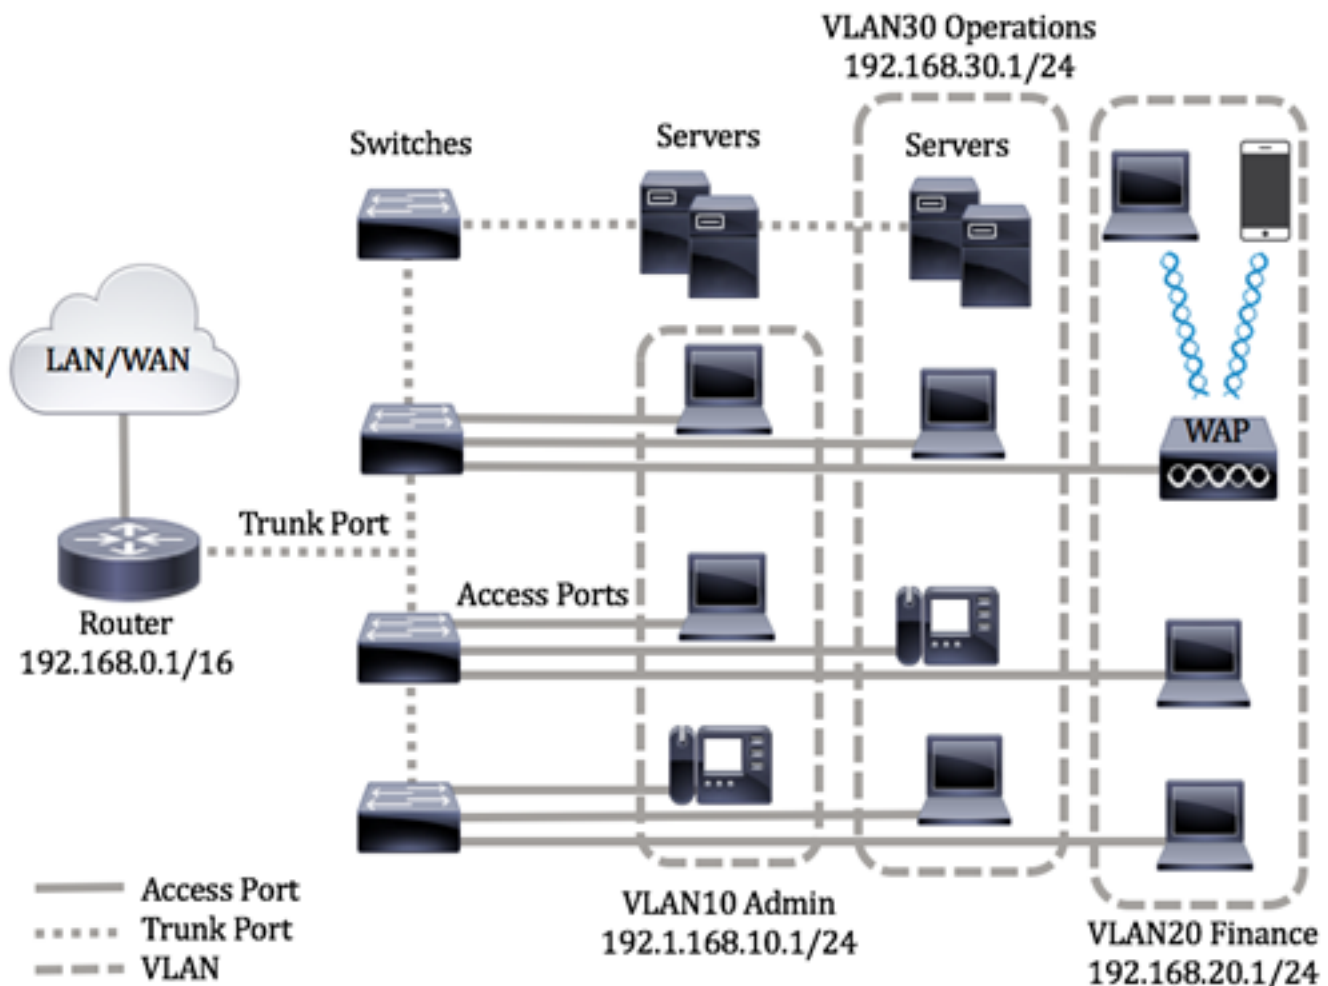 VLAN30 Operations
192.168.30.1/24
Switches
Servers
Servers
LAN/WAN
WAP
Trunk Port
Access Ports
Router
192.168.0.1/16
Access Port
Trunk Port
VLAN
VLAN10 Admin
192.1.168.10.1/24
VLAN20 Finance
192.168.20.1/24